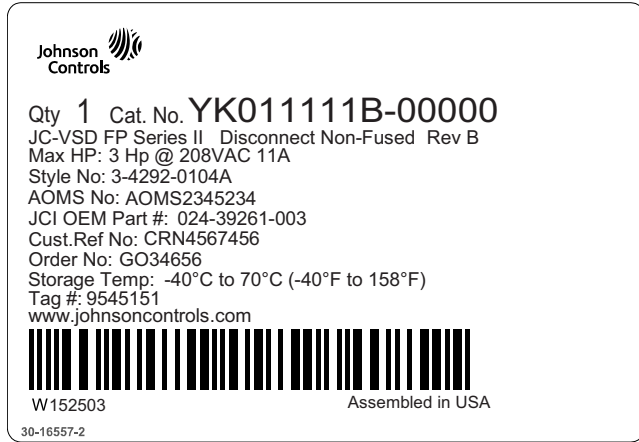 Johnson
Controls
Qty 1 Cat. No. YK011111B-00000
JC-VSD FP Series II Disconnect Non-Fused Rev B
Max HP: 3 Hp @ 208VAC 11A
Style No: 3-4292-0104A
AOMS No: AOMS2345234
JCI OEM Part #: 024-39261-003
Cust.Ref No: CRN4567456
Order No: GO34656
Storage Temp: -40°C to 70°C (-40°F to 158°F)
Tag #: 9545151
www.johnsoncontrols.com
W152503 Assembled in USA
30-16557-2